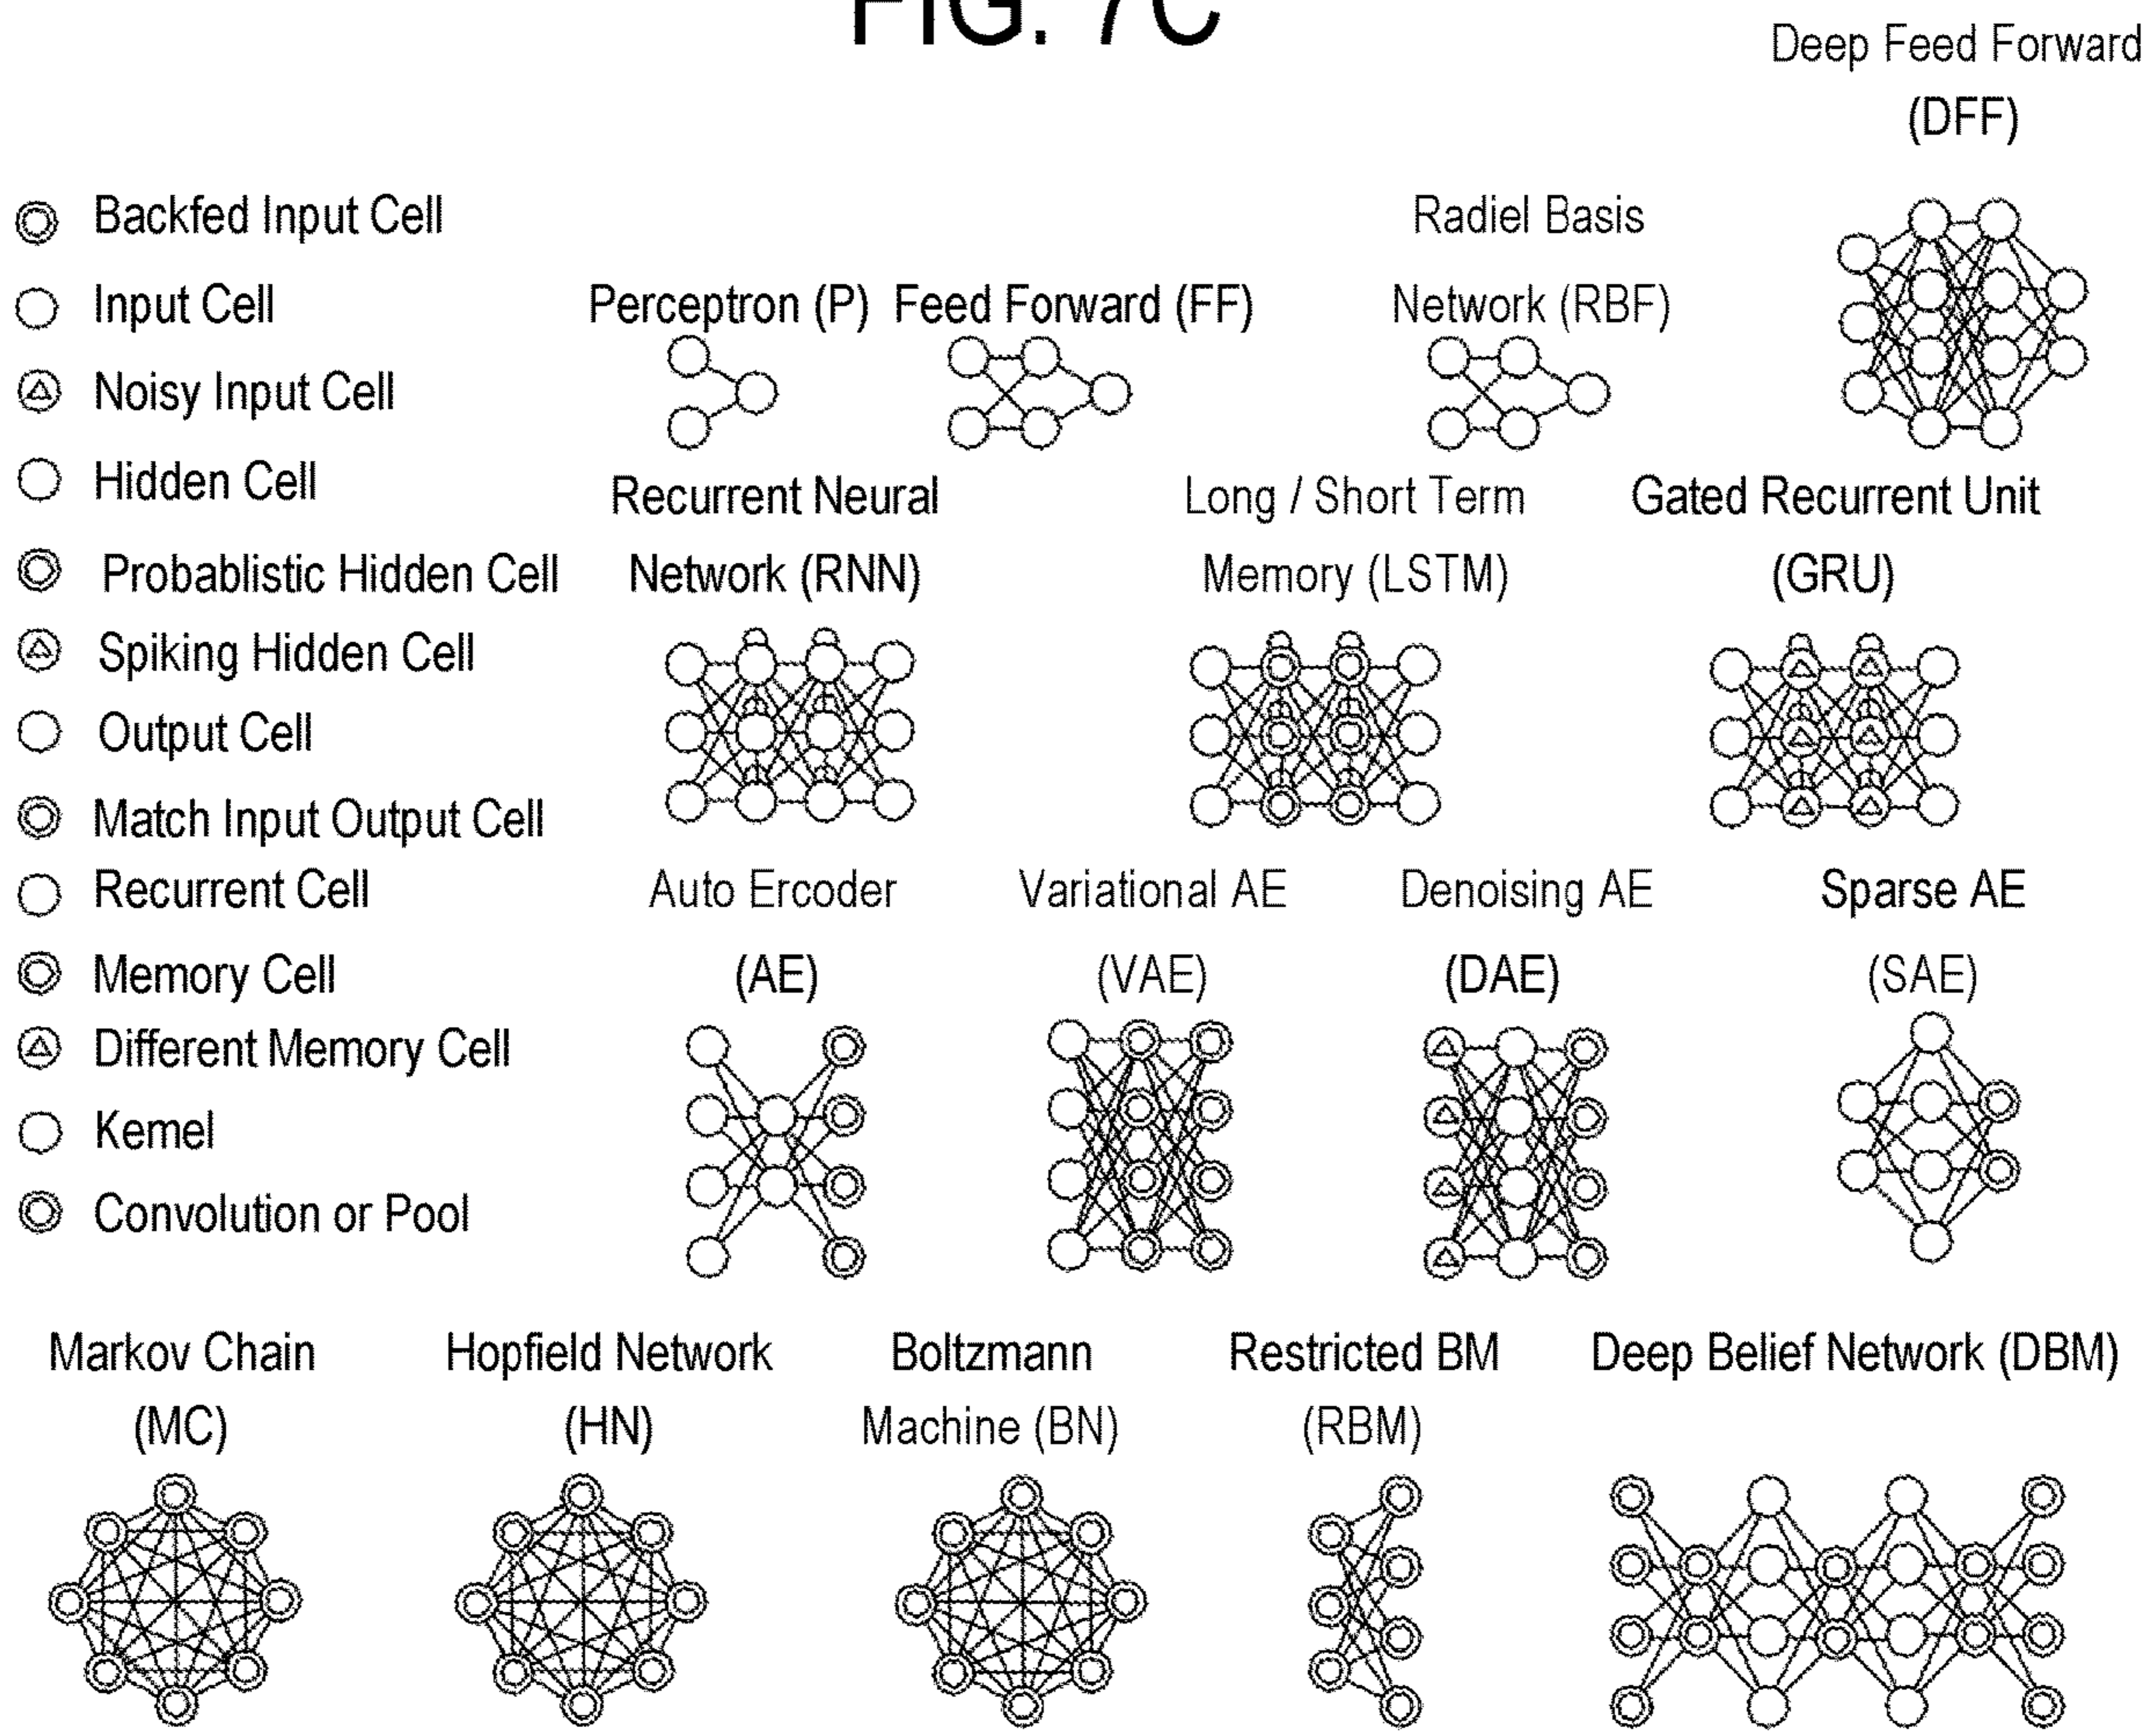 FIG. 7C
Deep Feed Forward
(DFF)
Backfed Input Cell
Input Cell
Noisy Input Cell
Hidden Cell
Probablistic Hidden Cell
Spiking Hidden Cell
Output Cell
Match Input Output Cell
Recurrent Cell
Memory Cell
Different Memory Cell
Kemel
Convolution or Pool
Perceptron (P)
Feed Forward (FF)
Radiel Basis
Network (RBF)
Recurrent Neural
Network (RNN)
Long / Short Term
Memory (LSTM)
Gated Recurrent Unit
(GRU)
Auto Ercoder
(AE)
Variational AE
(VAE)
Denoising AE
(DAE)
Sparse AE
(SAE)
Markov Chain
(MC)
Hopfield Network
(HN)
Boltzmann
Machine (BN)
Restricted BM
(RBM)
Deep Belief Network (DBM)